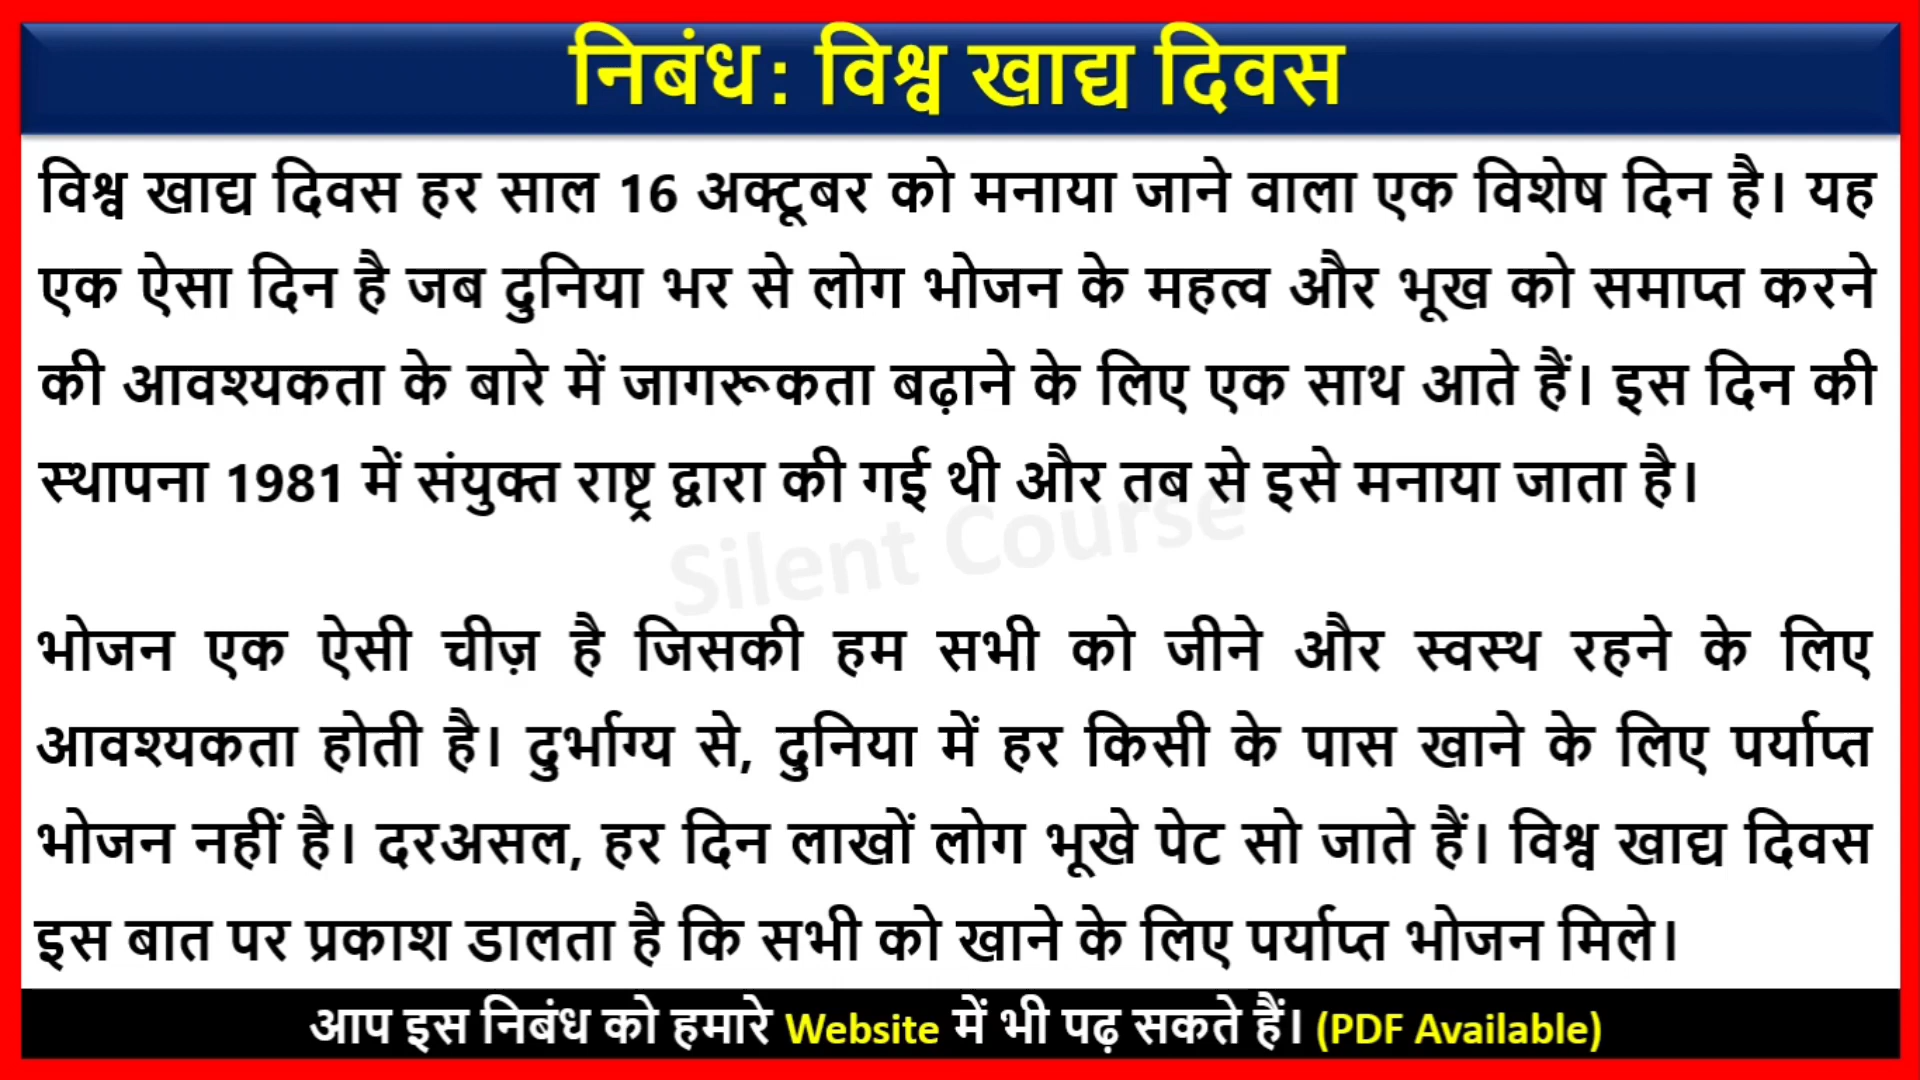 निबंध: विश्व खाद्य दिवस
विश्व खाद्य दिवस हर साल 16 अक्टूबर को मनाया जाने वाला एक विशेष दिन है। यह
एक ऐसा दिन है जब दुनिया भर से लोग भोजन के महत्व और भूख को समाप्त करने
की आवश्यकता के बारे में जागरूकता बढ़ाने के लिए एक साथ आते हैं। इस दिन की
स्थापना 1981 में संयुक्त राष्ट्र द्वारा की गई थी और तब से इसे मनाया जाता है।
Silent Course
भोजन एक ऐसी चीज़ है जिसकी हम सभी को जीने और स्वस्थ रहने के लिए
आवश्यकता होती है। दुर्भाग्य से, दुनिया में हर किसी के पास खाने के लिए पर्याप्त
भोजन नहीं है। दरअसल, हर दिन लाखों लोग भूखे पेट सो जाते हैं। विश्व खाद्य दिवस
इस बात पर प्रकाश डालता है कि सभी को खाने के लिए पर्याप्त भोजन मिले।
आप इस निबंध को हमारे Website में भी पढ़ सकते हैं। (PDF Available)